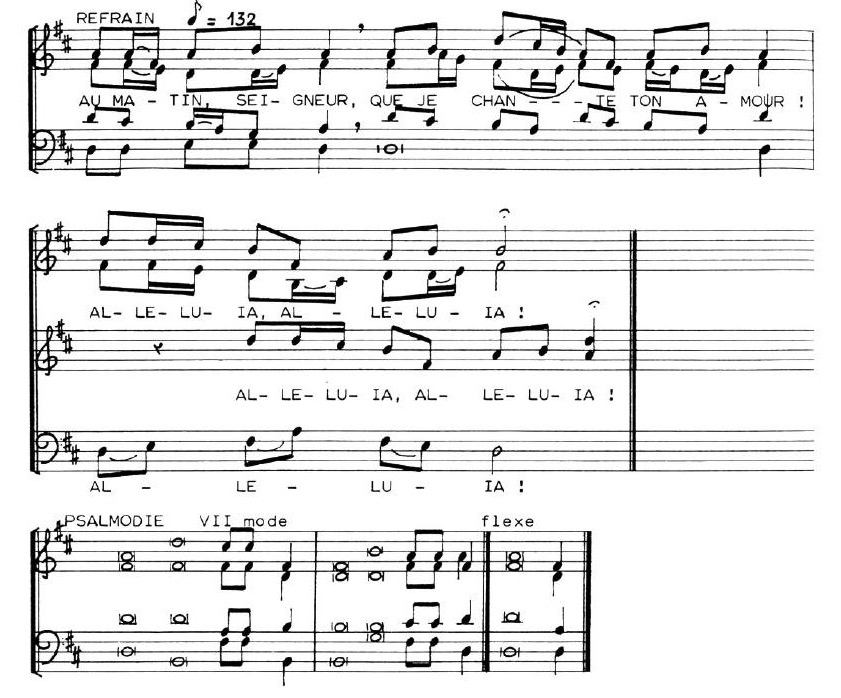 REFRAIN ♪ = 132
AU MA - TIN, SEI - GNEUR, QUE JE CHAN - - - TE TON A - MOUR !
AL- LE- LU- IA, AL - LE- LU - IA !
AL- LE- LU- IA, AL- LE- LU- IA !
AL - LE - LU - IA !
PSALMODIE VII mode flexe